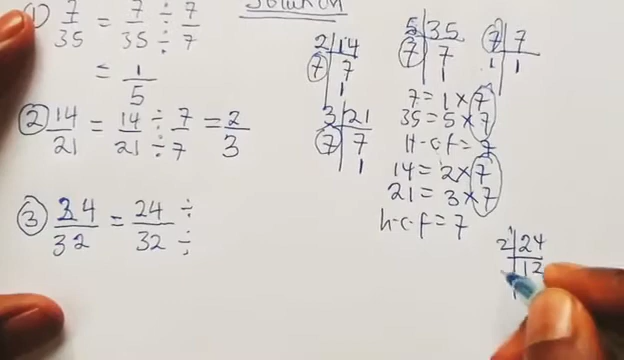 Solution
① 7/35 = 7/35 ÷ 7/7
= 1/5
② 14/21 = 14/21 ÷ 7/7 = 2/3
③ 24/32 = 24/32 ÷
2 | 14
7 | 7
1
3 | 21
7 | 7
1
5 | 35
7 | 7
1
7 | 7
1 | 1
7 = 1 × 7
35 = 5 × 7
H-c-f = 7
14 = 2 × 7
21 = 3 × 7
h-c-f = 7
2 | 24
12